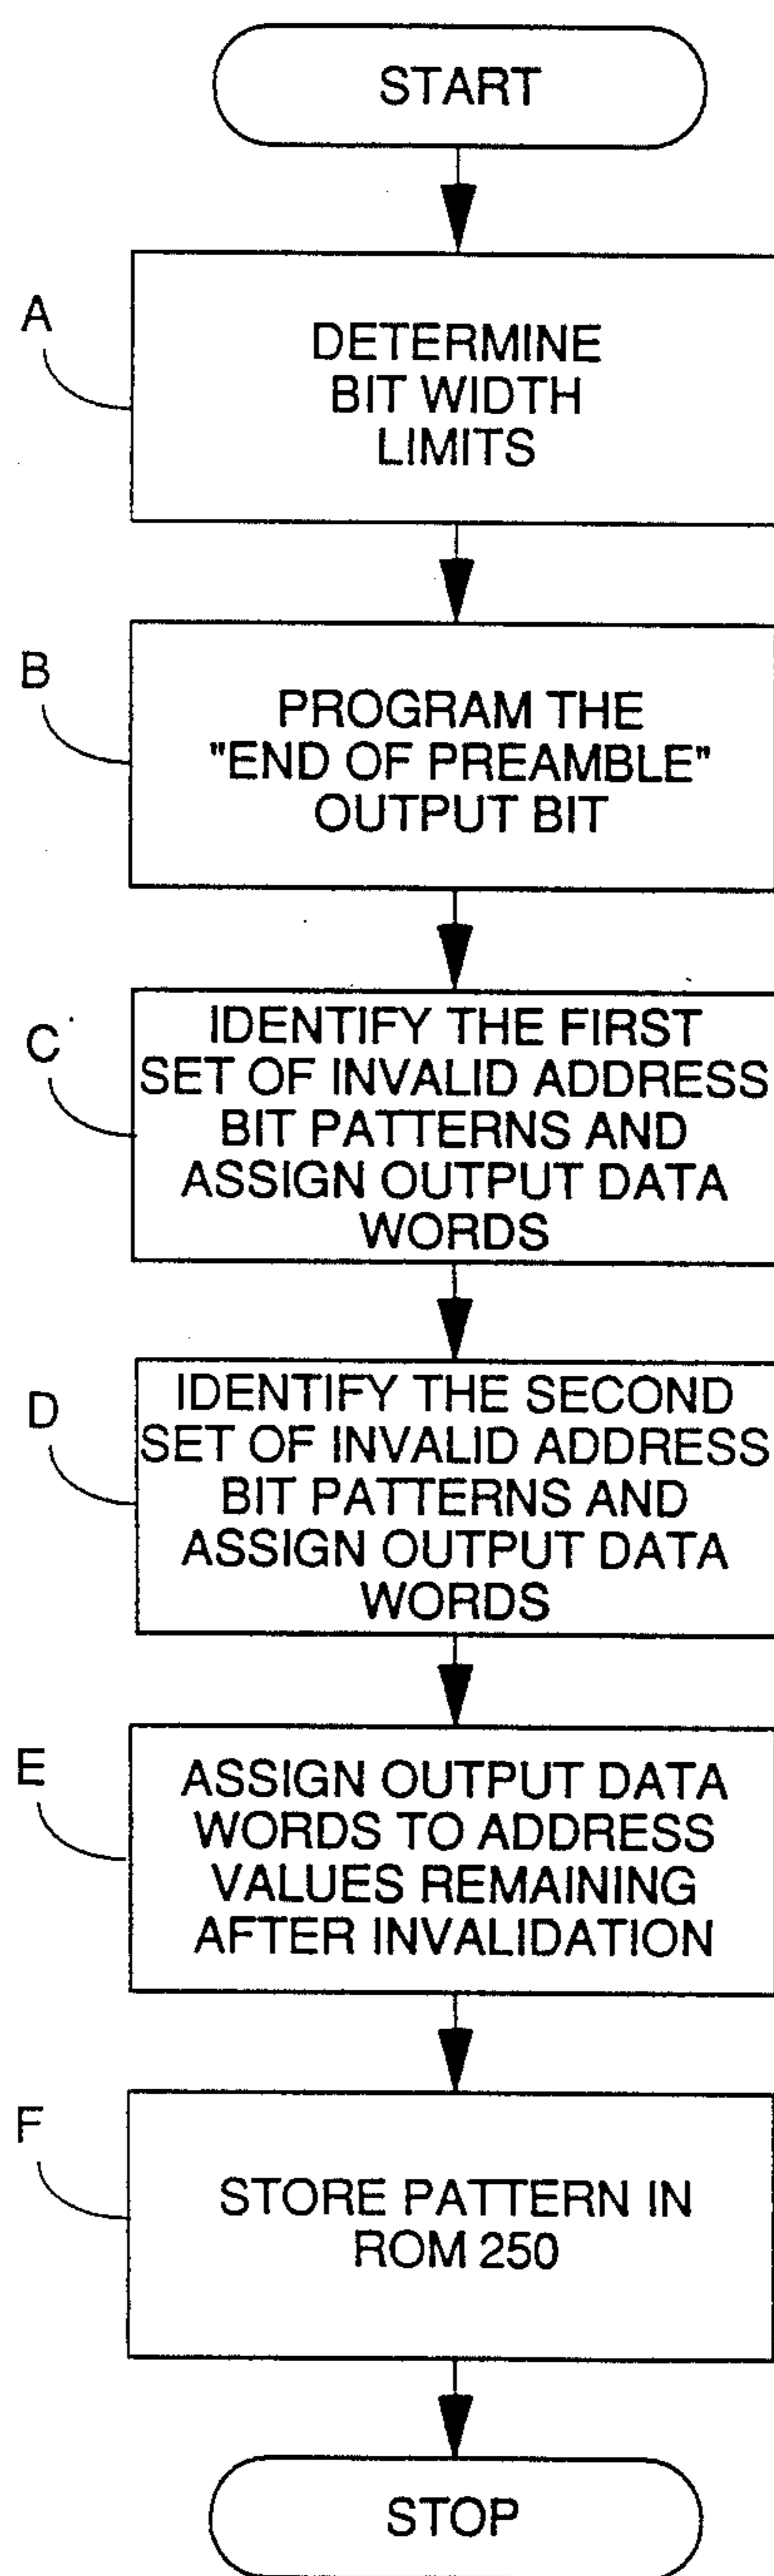 START
A
DETERMINE
BIT WIDTH
LIMITS
B
PROGRAM THE
"END OF PREAMBLE"
OUTPUT BIT
C
IDENTIFY THE FIRST
SET OF INVALID ADDRESS
BIT PATTERNS AND
ASSIGN OUTPUT DATA
WORDS
D
IDENTIFY THE SECOND
SET OF INVALID ADDRESS
BIT PATTERNS AND
ASSIGN OUTPUT DATA
WORDS
E
ASSIGN OUTPUT DATA
WORDS TO ADDRESS
VALUES REMAINING
AFTER INVALIDATION
F
STORE PATTERN IN
ROM 250
STOP